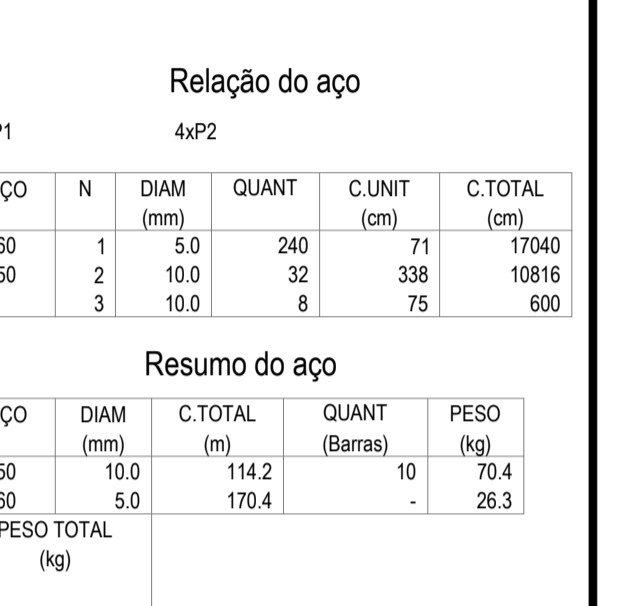 Relação do aço
P1 4xP2
ÇO N DIAM QUANT C.UNIT C.TOTAL
(mm) (cm) (cm)
60 1 5.0 240 71 17040
50 2 10.0 32 338 10816
3 10.0 8 75 600
Resumo do aço
ÇO DIAM C.TOTAL QUANT PESO
(mm) (m) (Barras) (kg)
50 10.0 114.2 10 70.4
60 5.0 170.4 - 26.3
PESO TOTAL
(kg)